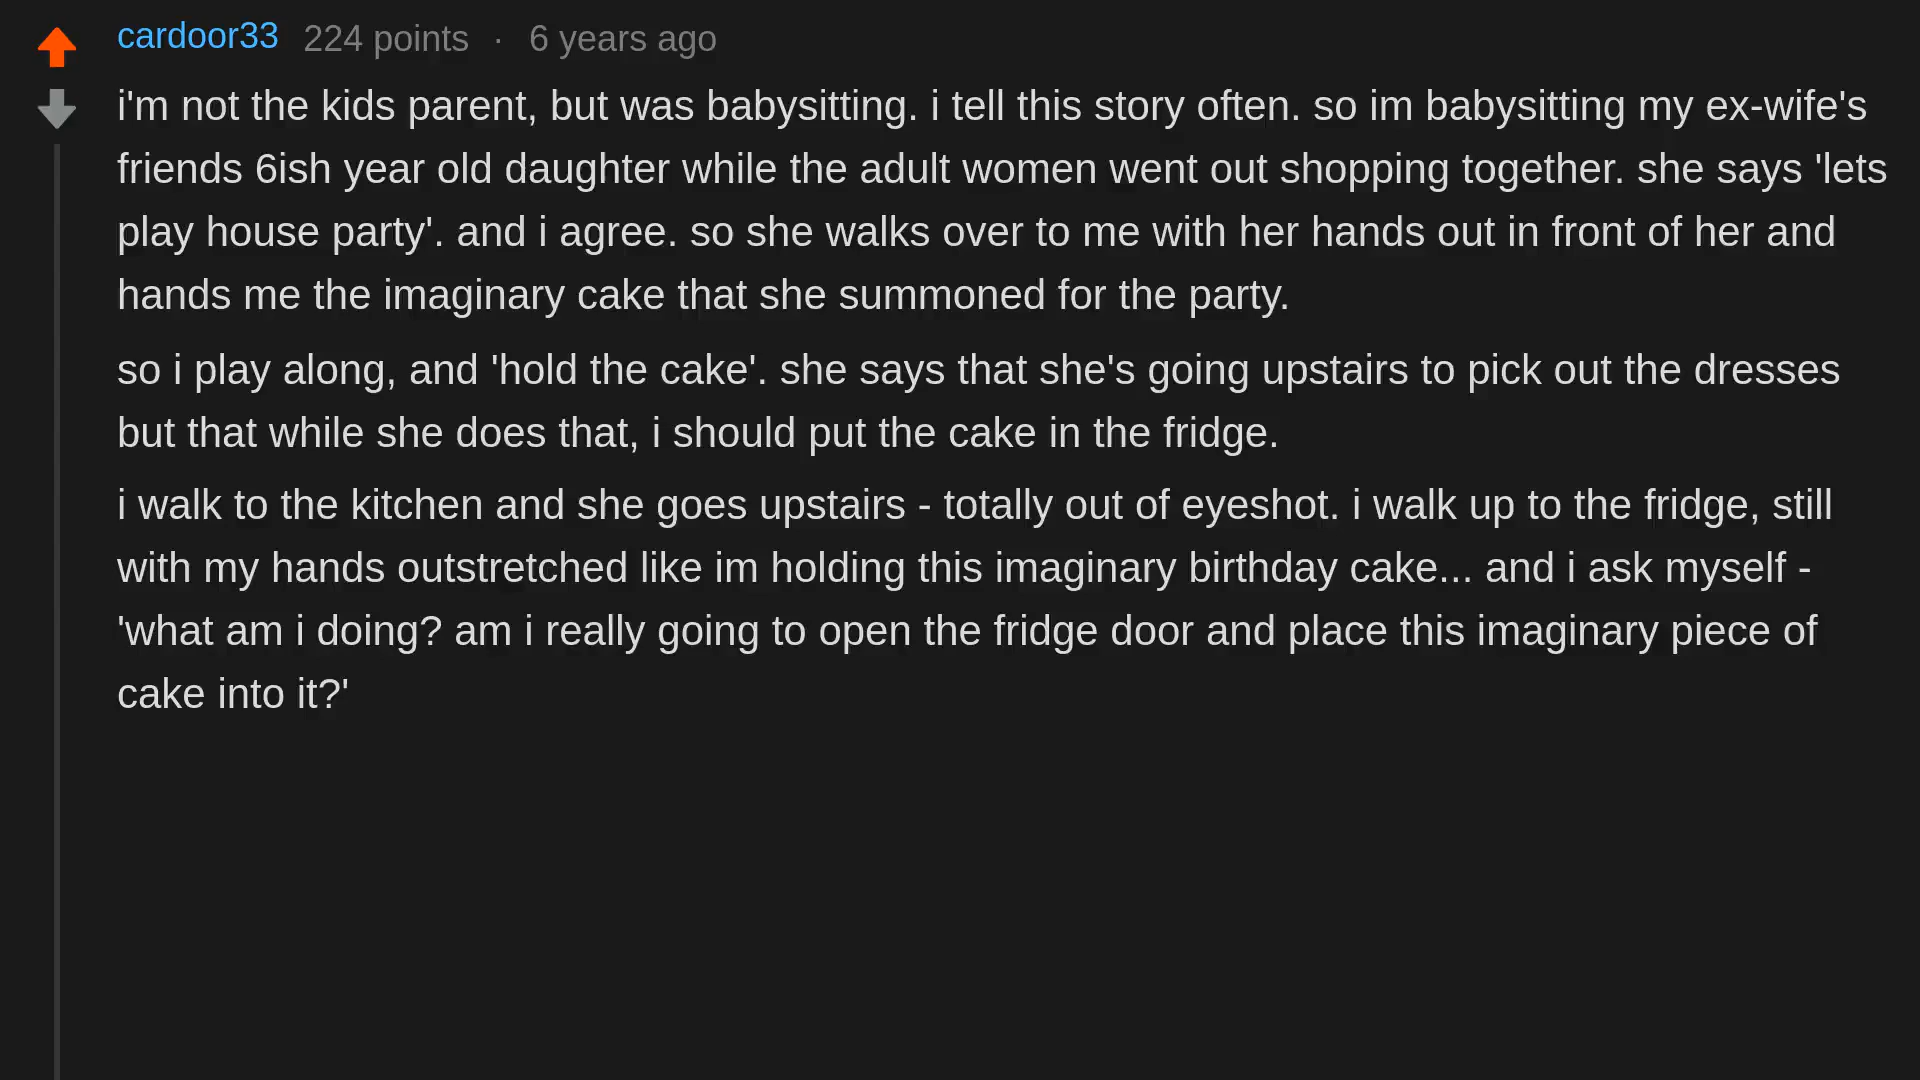 cardoor33 224 points · 6 years ago
i'm not the kids parent, but was babysitting. i tell this story often. so im babysitting my ex-wife's
friends 6ish year old daughter while the adult women went out shopping together. she says 'lets
play house party'. and i agree. so she walks over to me with her hands out in front of her and
hands me the imaginary cake that she summoned for the party.
so i play along, and 'hold the cake'. she says that she's going upstairs to pick out the dresses
but that while she does that, i should put the cake in the fridge.
i walk to the kitchen and she goes upstairs - totally out of eyeshot. i walk up to the fridge, still
with my hands outstretched like im holding this imaginary birthday cake... and i ask myself -
'what am i doing? am i really going to open the fridge door and place this imaginary piece of
cake into it?'